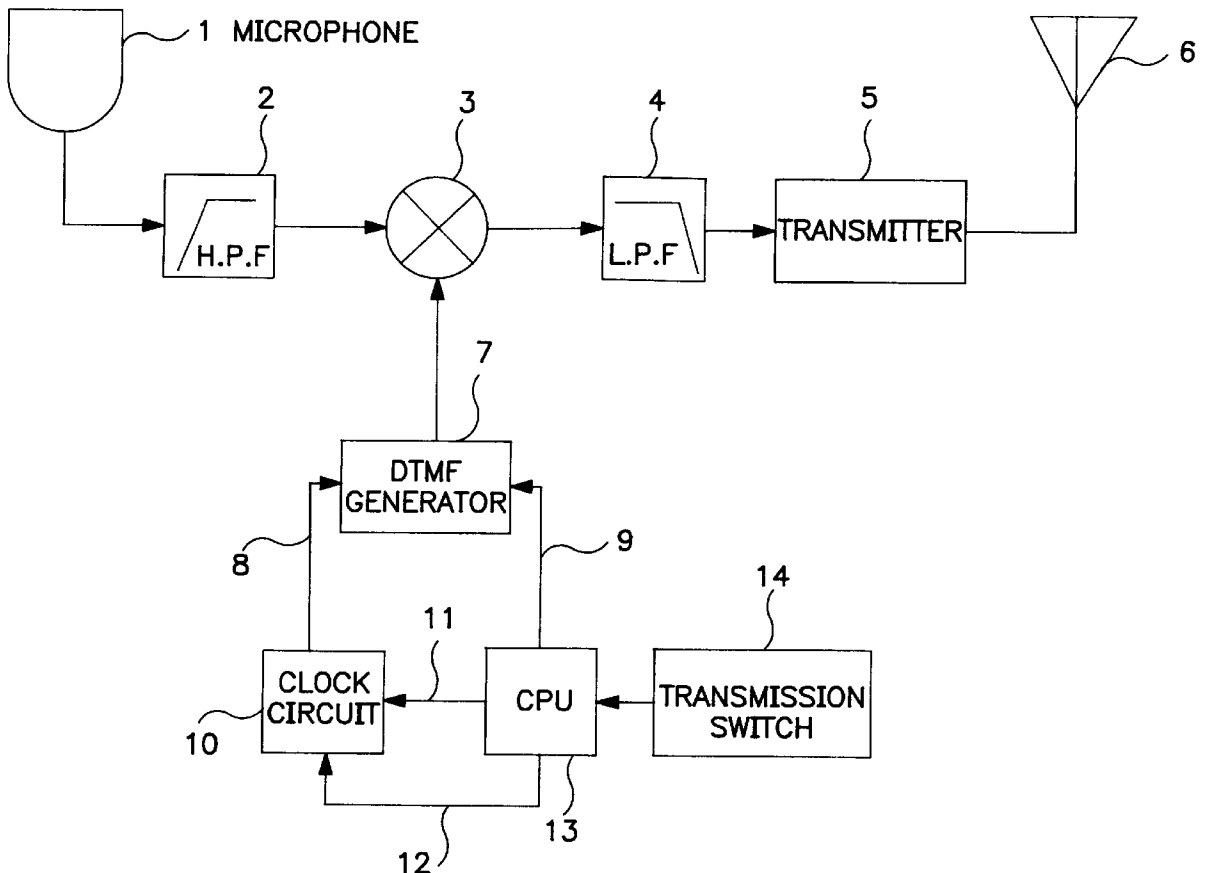 1 MICROPHONE
6
2
3
4
5
H.P.F
L.P.F
TRANSMITTER
7
DTMF
GENERATOR
8
9
14
11
CLOCK
CIRCUIT
CPU
TRANSMISSION
SWITCH
10
13
12